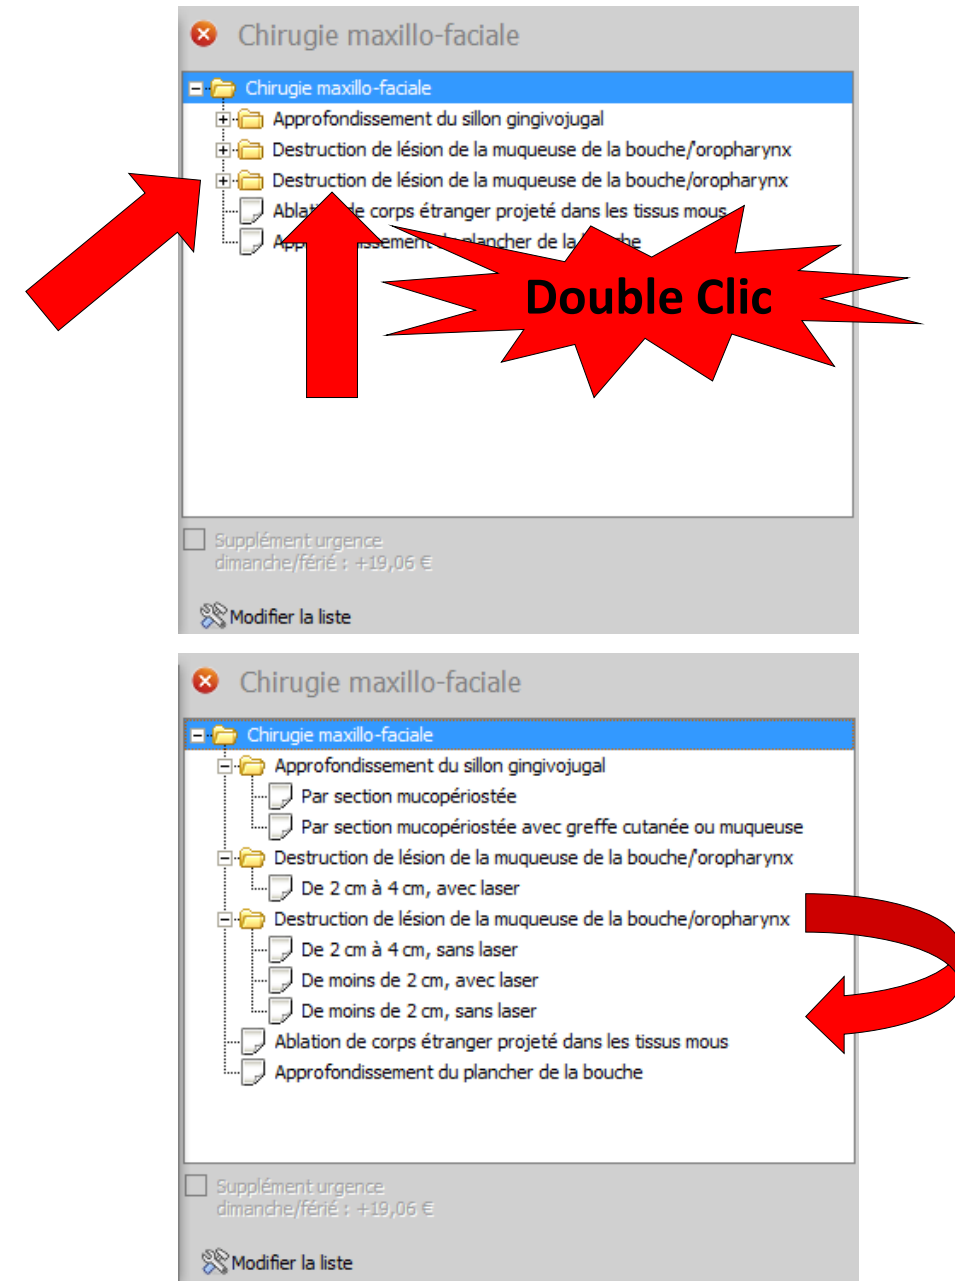 Chirugie maxillo-faciale
Chirugie maxillo-faciale
Approfondissement du sillon gingivojugal
Destruction de lésion de la muqueuse de la bouche/'oropharynx
Destruction de lésion de la muqueuse de la bouche/oropharynx
Ablation de corps étranger projeté dans les tissus mous
Approfondissement du plancher de la bouche
Double Clic
Supplément urgence
dimanche/férié : +19,06 €
Modifier la liste
Chirugie maxillo-faciale
Chirugie maxillo-faciale
Approfondissement du sillon gingivojugal
Par section mucopériostée
Par section mucopériostée avec greffe cutanée ou muqueuse
Destruction de lésion de la muqueuse de la bouche/'oropharynx
De 2 cm à 4 cm, avec laser
Destruction de lésion de la muqueuse de la bouche/oropharynx
De 2 cm à 4 cm, sans laser
De moins de 2 cm, avec laser
De moins de 2 cm, sans laser
Ablation de corps étranger projeté dans les tissus mous
Approfondissement du plancher de la bouche
Supplément urgence
dimanche/férié : +19,06 €
Modifier la liste